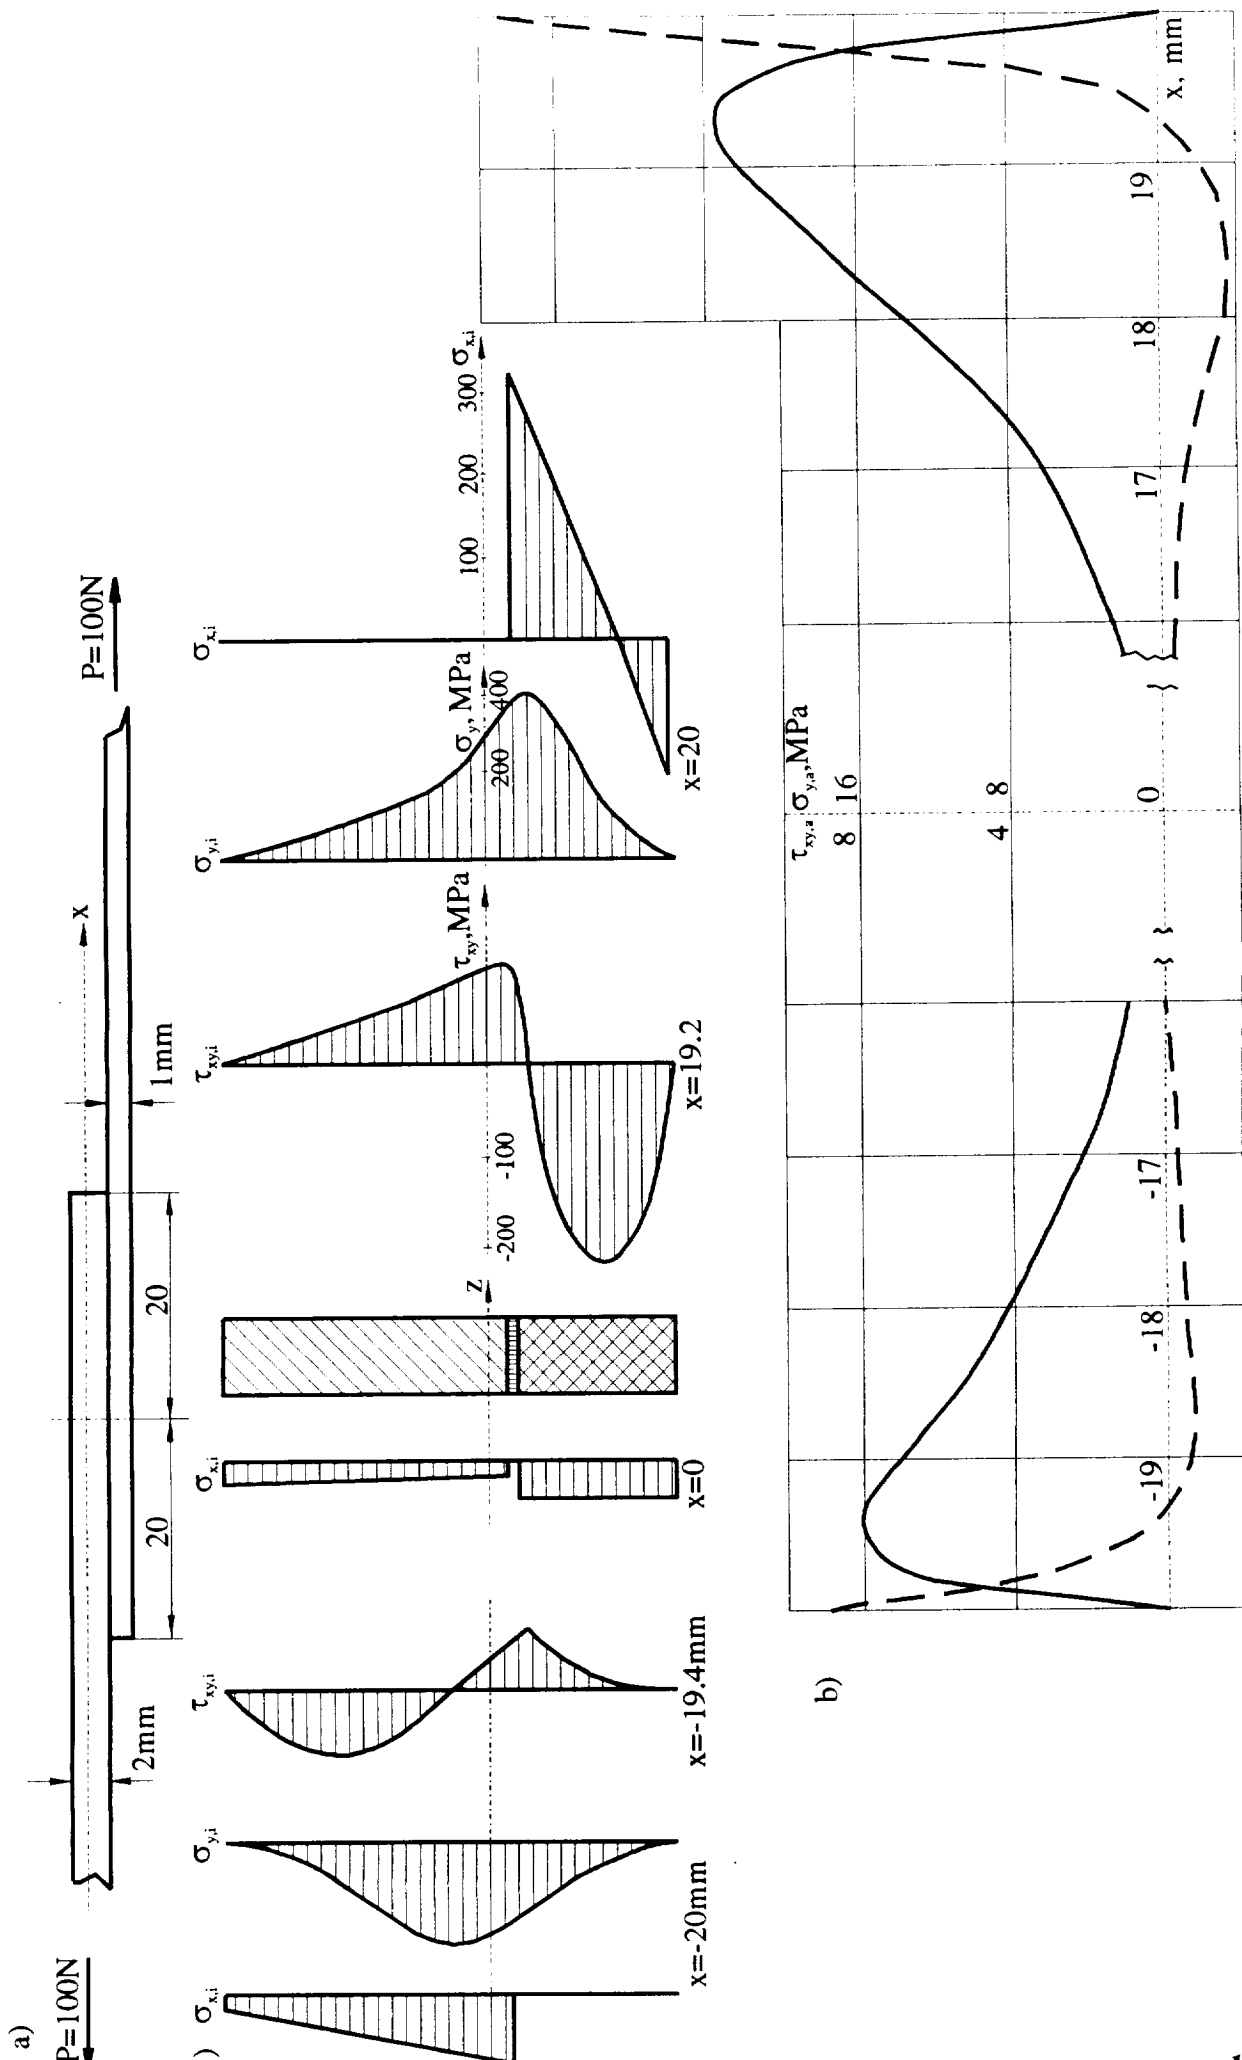 a)
P=100N
P=100N
x
2mm
1mm
20
20
)
σx,i
σy,i
τxy,i
σx,i
z
τxy,i
τxy,MPa
σy,i
σy,MPa
σx,i
σx,i
-200
-100
200
400
100
200
300
x=-20mm
x=-19.4mm
x=0
x=19.2
x=20
b)
τxy,a
σy,a,MPa
8
16
4
8
0
-19
-18
-17
17
18
19
x, mm